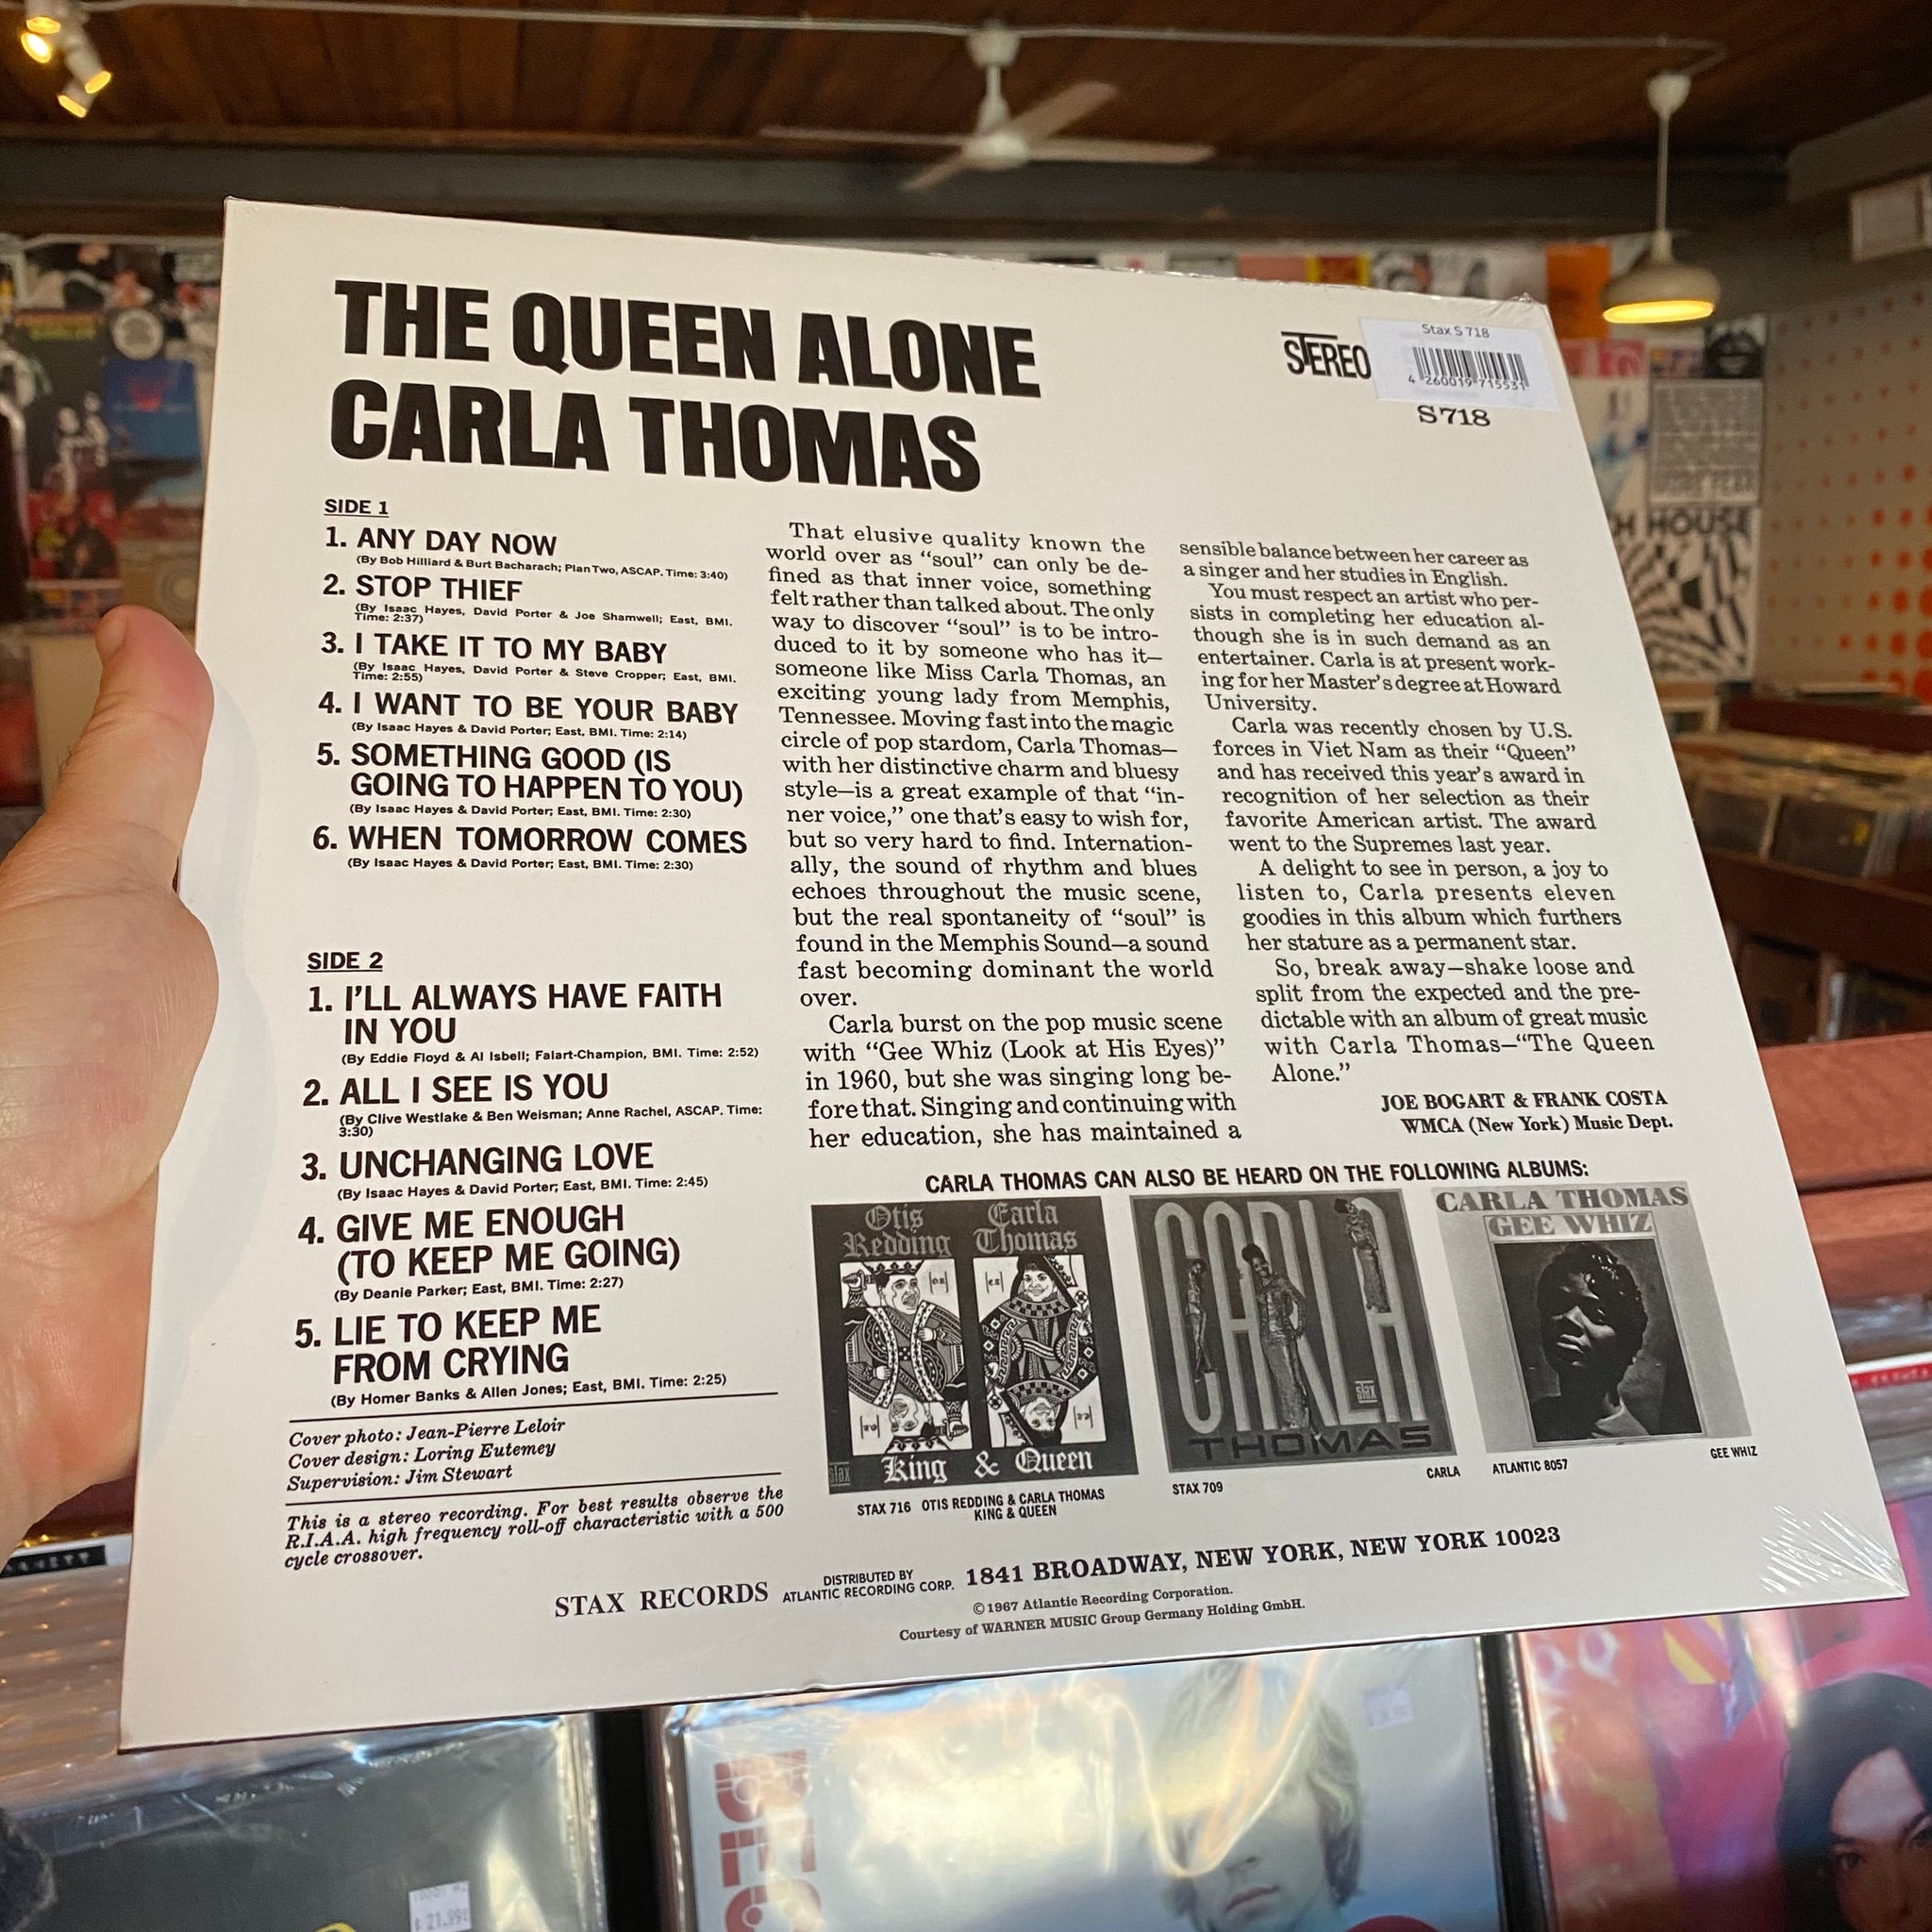 THE QUEEN ALONE
CARLA THOMAS
STEREO
Stax S 718
4 260019 715531
S 718
SIDE 1
1. ANY DAY NOW
(By Bob Hilliard & Burt Bacharach; Plan Two, ASCAP. Time: 3:40)
2. STOP THIEF
(By Isaac Hayes, David Porter & Joe Shamwell; East, BMI.
Time: 2:37)
3. I TAKE IT TO MY BABY
(By Isaac Hayes, David Porter & Steve Cropper; East, BMI.
Time: 2:55)
4. I WANT TO BE YOUR BABY
(By Isaac Hayes & David Porter; East, BMI. Time: 2:14)
5. SOMETHING GOOD (IS
GOING TO HAPPEN TO YOU)
(By Isaac Hayes & David Porter; East, BMI. Time: 2:30)
6. WHEN TOMORROW COMES
(By Isaac Hayes & David Porter; East, BMI. Time: 2:30)
SIDE 2
1. I'LL ALWAYS HAVE FAITH
IN YOU
(By Eddie Floyd & Al Isbell; Falart-Champion, BMI. Time: 2:52)
2. ALL I SEE IS YOU
(By Clive Westlake & Ben Weisman; Anne Rachel, ASCAP. Time:
3:30)
3. UNCHANGING LOVE
(By Isaac Hayes & David Porter; East, BMI. Time: 2:45)
4. GIVE ME ENOUGH
(TO KEEP ME GOING)
(By Deanie Parker; East, BMI. Time: 2:27)
5. LIE TO KEEP ME
FROM CRYING
(By Homer Banks & Allen Jones; East, BMI. Time: 2:25)
Cover photo: Jean-Pierre Leloir
Cover design: Loring Eutemey
Supervision: Jim Stewart
This is a stereo recording. For best results observe the
R.I.A.A. high frequency roll-off characteristic with a 500
cycle crossover.
That elusive quality known the
world over as "soul" can only be de-
fined as that inner voice, something
felt rather than talked about. The only
way to discover "soul" is to be intro-
duced to it by someone who has it—
someone like Miss Carla Thomas, an
exciting young lady from Memphis,
Tennessee. Moving fast into the magic
circle of pop stardom, Carla Thomas—
with her distinctive charm and bluesy
style—is a great example of that "in-
ner voice," one that's easy to wish for,
but so very hard to find. Internation-
ally, the sound of rhythm and blues
echoes throughout the music scene,
but the real spontaneity of "soul" is
found in the Memphis Sound—a sound
fast becoming dominant the world
over.
Carla burst on the pop music scene
with "Gee Whiz (Look at His Eyes)"
in 1960, but she was singing long be-
fore that. Singing and continuing with
her education, she has maintained a
sensible balance between her career as
a singer and her studies in English.
You must respect an artist who per-
sists in completing her education al-
though she is in such demand as an
entertainer. Carla is at present work-
ing for her Master's degree at Howard
University.
Carla was recently chosen by U.S.
forces in Viet Nam as their "Queen"
and has received this year's award in
recognition of her selection as their
favorite American artist. The award
went to the Supremes last year.
A delight to see in person, a joy to
listen to, Carla presents eleven
goodies in this album which furthers
her stature as a permanent star.
So, break away—shake loose and
split from the expected and the pre-
dictable with an album of great music
with Carla Thomas—"The Queen
Alone."
JOE BOGART & FRANK COSTA
WMCA (New York) Music Dept.
CARLA THOMAS CAN ALSO BE HEARD ON THE FOLLOWING ALBUMS:
Otis Redding
Carla Thomas
King & Queen
stax
STAX 716 OTIS REDDING & CARLA THOMAS
KING & QUEEN
CARLA
THOMAS
stax
STAX 709 CARLA
CARLA THOMAS
GEE WHIZ
ATLANTIC 8057 GEE WHIZ
STAX RECORDS DISTRIBUTED BY
ATLANTIC RECORDING CORP. 1841 BROADWAY, NEW YORK, NEW YORK 10023
©1967 Atlantic Recording Corporation.
Courtesy of WARNER MUSIC Group Germany Holding GmbH.
HOUSE
$ 21.99